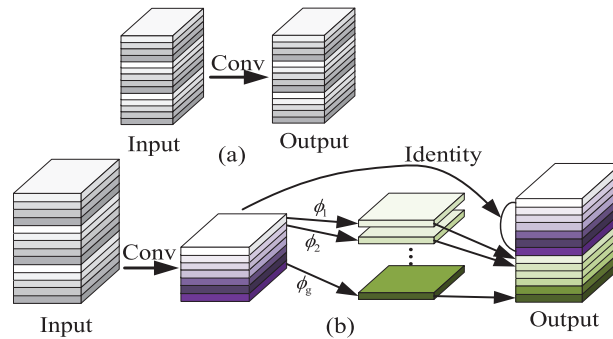 Conv
Input
Output
(a)
Identity
ϕ1
Conv
ϕ2
ϕg
Input
(b)
Output